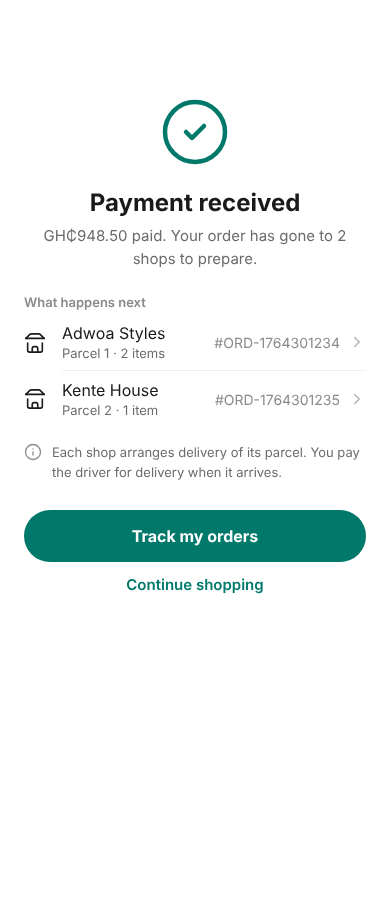 Payment received
GH₵948.50 paid. Your order has gone to 2
shops to prepare.
What happens next
Adwoa Styles
#ORD-1764301234
Parcel 1 · 2 items
Kente House
#ORD-1764301235
Parcel 2 · 1 item
Each shop arranges delivery of its parcel. You pay
the driver for delivery when it arrives.
Track my orders
Continue shopping